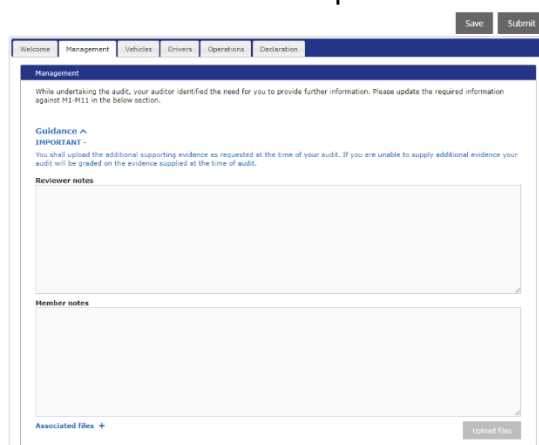 Save Submit
Welcome Management Vehicles Drivers Operations Declaration
Management
While undertaking the audit, your auditor identified the need for you to provide further information. Please update the required information
against M1-M11 in the below section.
Guidance
IMPORTANT -
You shall upload the additional supporting evidence as requested at the time of your audit. If you are unable to supply additional evidence your
audit will be graded on the evidence supplied at the time of audit.
Reviewer notes
Member notes
Associated files +
Upload files